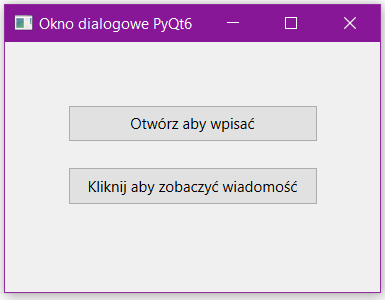 Okno dialogowe PyQt6
Otwórz aby wpisać
Kliknij aby zobaczyć wiadomość